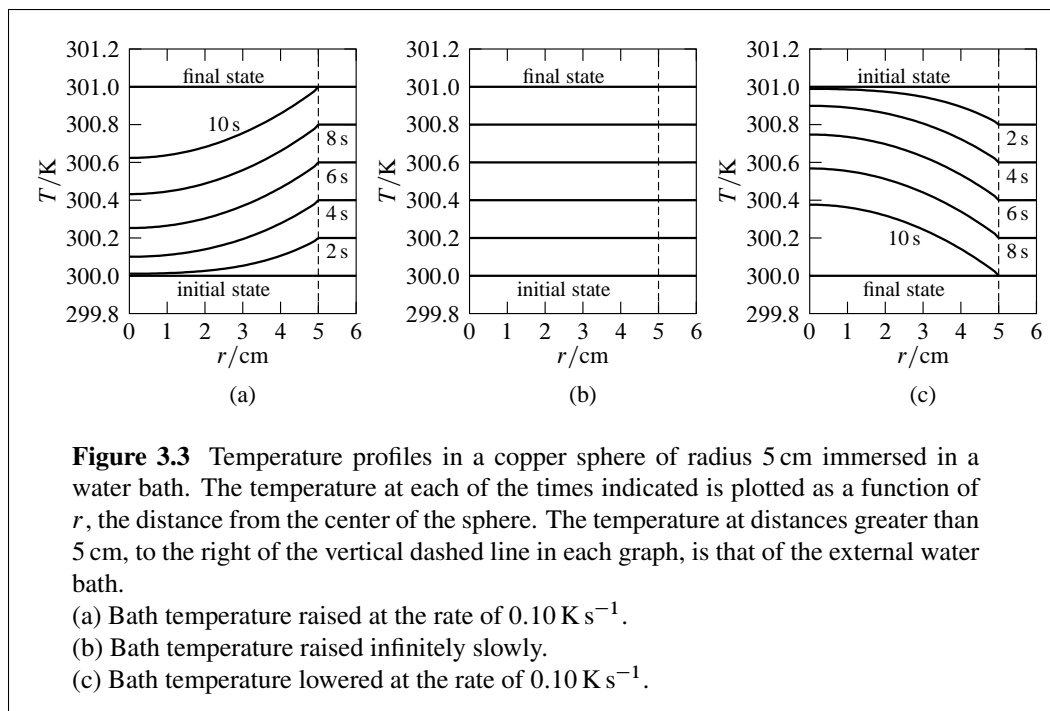 301.2
301.0
300.8
300.6
300.4
300.2
300.0
299.8
T/K
final state
10 s
8 s
6 s
4 s
2 s
initial state
0 1 2 3 4 5 6
r/cm
(a)
301.2
301.0
300.8
300.6
300.4
300.2
300.0
299.8
T/K
final state
initial state
0 1 2 3 4 5 6
r/cm
(b)
301.2
301.0
300.8
300.6
300.4
300.2
300.0
299.8
T/K
initial state
2 s
4 s
6 s
10 s
8 s
final state
0 1 2 3 4 5 6
r/cm
(c)
Figure 3.3 Temperature profiles in a copper sphere of radius 5 cm immersed in a
water bath. The temperature at each of the times indicated is plotted as a function of
r, the distance from the center of the sphere. The temperature at distances greater than
5 cm, to the right of the vertical dashed line in each graph, is that of the external water
bath.
(a) Bath temperature raised at the rate of 0.10 K s⁻¹.
(b) Bath temperature raised infinitely slowly.
(c) Bath temperature lowered at the rate of 0.10 K s⁻¹.